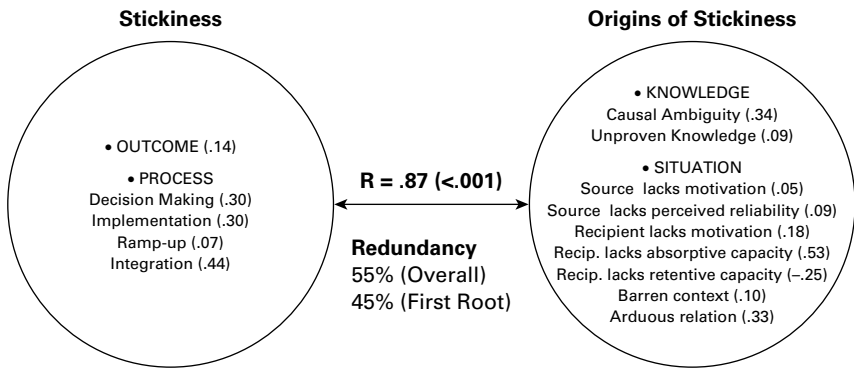 Stickiness
• OUTCOME (.14)
• PROCESS
Decision Making (.30)
Implementation (.30)
Ramp-up (.07)
Integration (.44)
R = .87 (<.001)
Redundancy
55% (Overall)
45% (First Root)
Origins of Stickiness
• KNOWLEDGE
Causal Ambiguity (.34)
Unproven Knowledge (.09)
• SITUATION
Source lacks motivation (.05)
Source lacks perceived reliability (.09)
Recipient lacks motivation (.18)
Recip. lacks absorptive capacity (.53)
Recip. lacks retentive capacity (–.25)
Barren context (.10)
Arduous relation (.33)